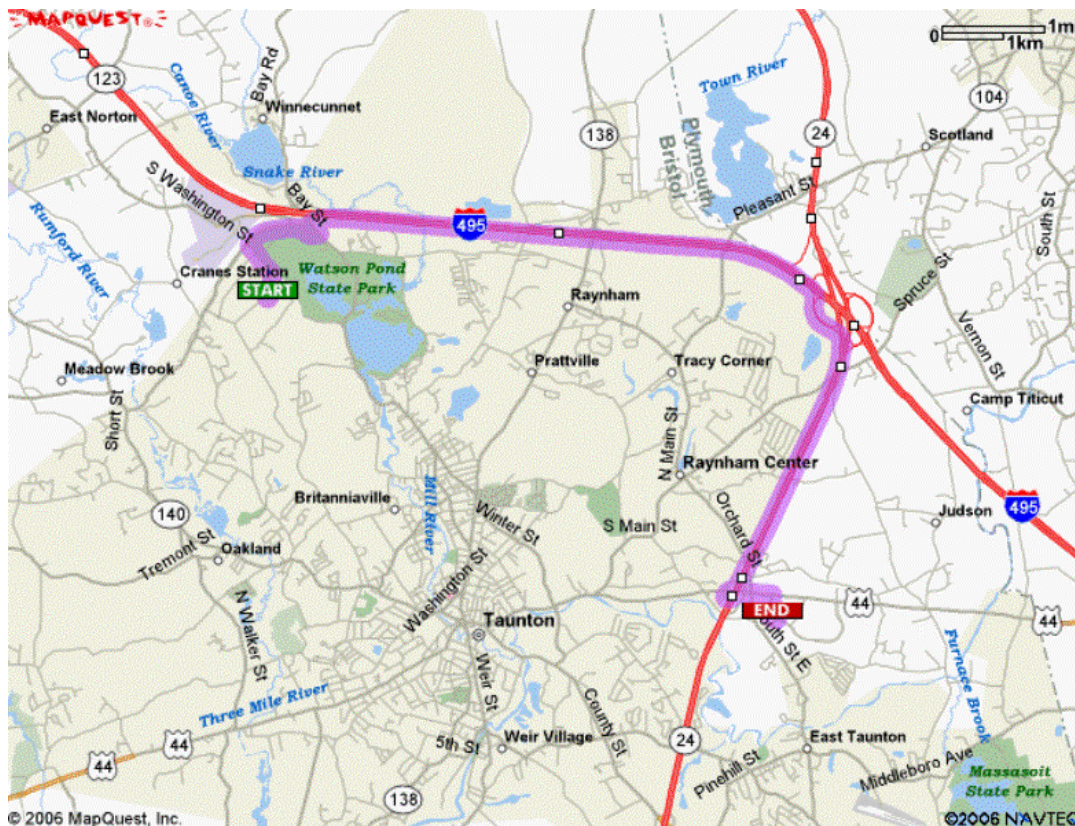 MAPQUEST®
0 1m
1km
123
Bay Rd
Canoe River
Winnecunnet
East Norton
138
Town River
24
104
Scotland
Plymouth
Bristol
Pleasant St
Snake River
S Washington St
Bay St
495
South St
Rumford River
Cranes Station
START
Watson Pond
State Park
Raynham
Spruce St
Vernon St
Meadow Brook
Short St
Prattville
Tracy Corner
Camp Titicut
N Main St
Raynham Center
Mill River
Britanniaville
Winter St
S Main St
Orchard St
495
Judson
140
Tremont St
Oakland
Washington St
N Walker St
Taunton
END
44
44
South St E
Furnace Brook
Weir St
County St
Three Mile River
44
44
5th St
Weir Village
24
East Taunton
Pinehill St
Middleboro Ave
Massasoit
State Park
138
© 2006 MapQuest, Inc.
©2006 NAVTEQ